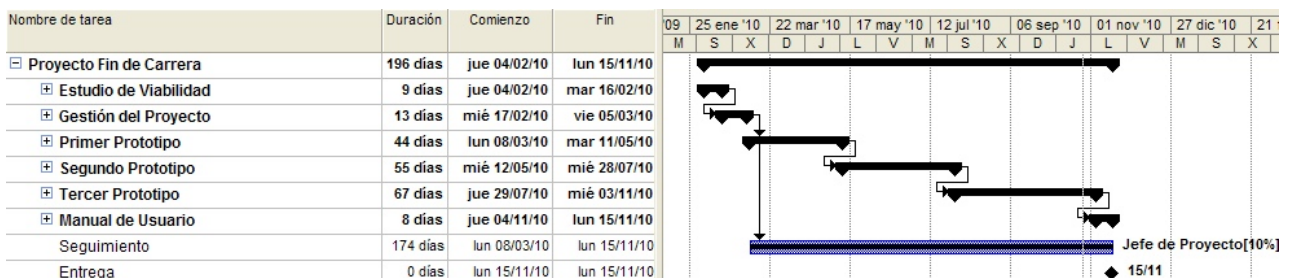 Nombre de tarea Duración Comienzo Fin '09 25 ene '10 22 mar '10 17 may '10 12 jul '10 06 sep '10 01 nov '10 27 dic '10 21
M S X D J L V M S X D J L V M S X
Proyecto Fin de Carrera 196 días jue 04/02/10 lun 15/11/10
Estudio de Viabilidad 9 días jue 04/02/10 mar 16/02/10
Gestión del Proyecto 13 días mié 17/02/10 vie 05/03/10
Primer Prototipo 44 días lun 08/03/10 mar 11/05/10
Segundo Prototipo 55 días mié 12/05/10 mié 28/07/10
Tercer Prototipo 67 días jue 29/07/10 mié 03/11/10
Manual de Usuario 8 días jue 04/11/10 lun 15/11/10
Seguimiento 174 días lun 08/03/10 lun 15/11/10 Jefe de Proyecto[10%]
Entrega 0 días lun 15/11/10 lun 15/11/10 15/11